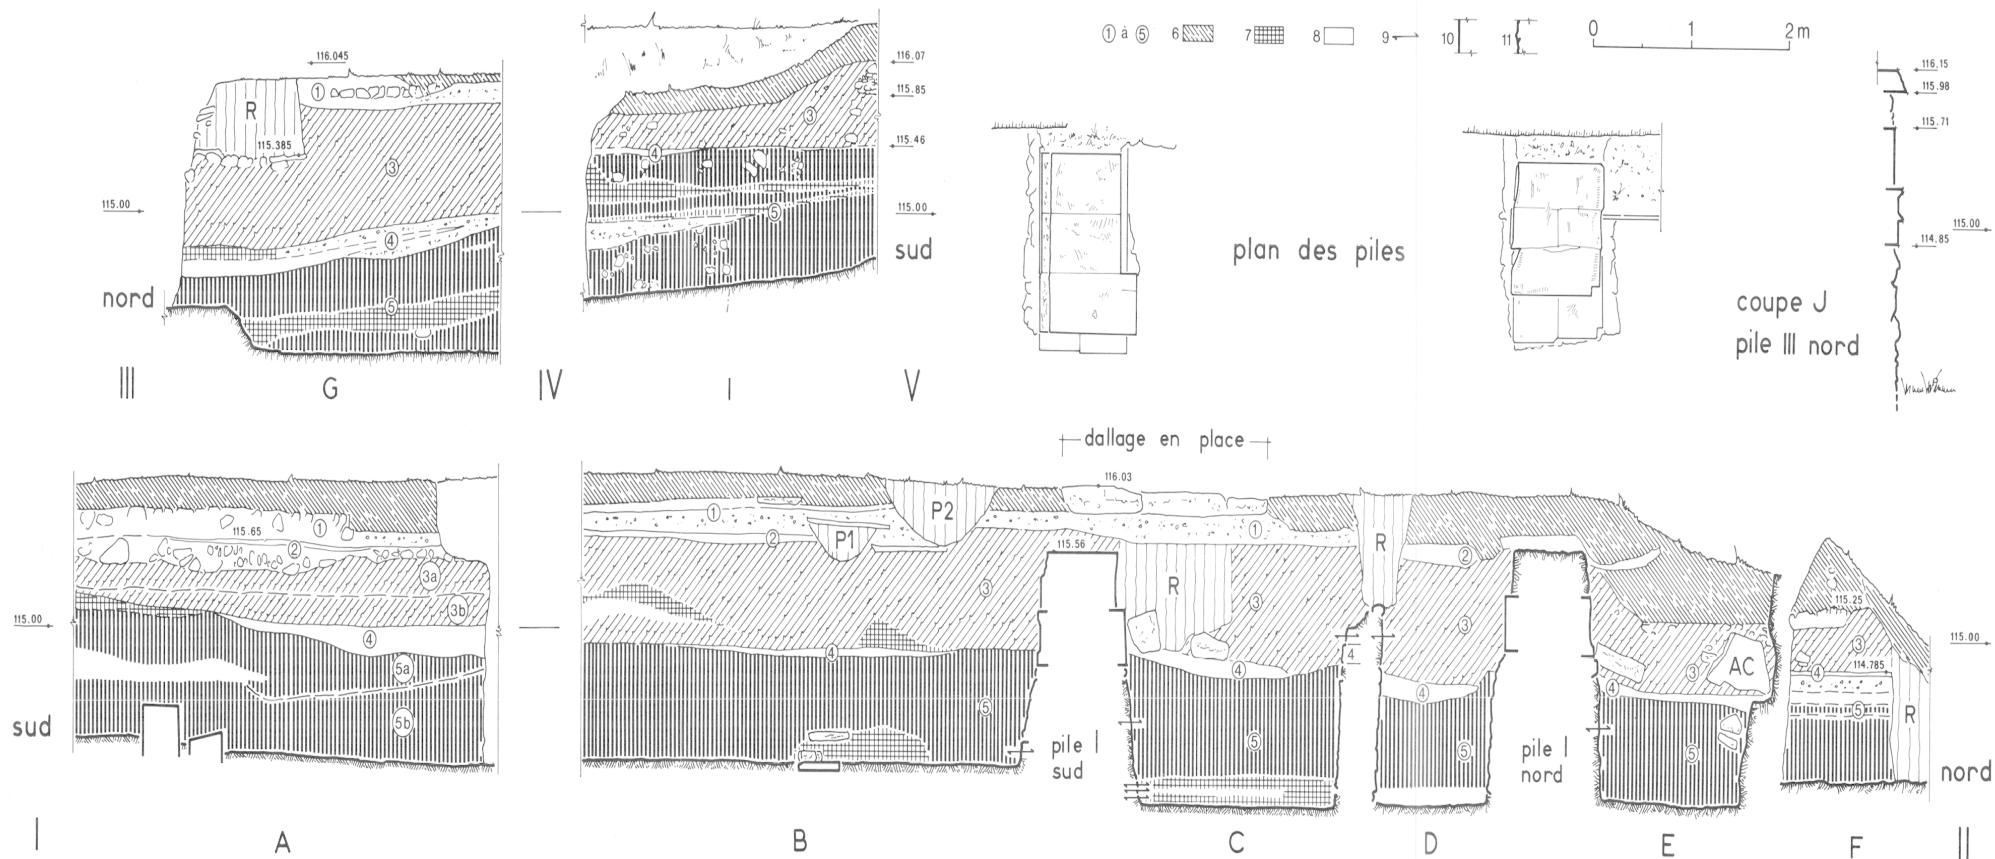 ① à ⑤ 6 7 8 9 10 11
0 1 2 m
116.045
① R
115.385
③
115.00
④
nord
⑤
III G IV
116.07
115.85
③
115.46
④
115.00
⑤
sud
I V
plan des piles
116.15
115.98
115.71
115.00
114.85
coupe J
pile III nord
dallage en place
115.65 ①
②
3a
3b
115.00
④
5a
5b
sud
I A
P2
①
② P1
③
④
⑤
B
116.03
①
115.56
R ③
④
⑤
pile I
sud
C
R
②
③
4
④
⑤
D
pile I
nord
③ AC
④
⑤
E
115.25
③
114.785
④
⑤ R
115.00
nord
F II